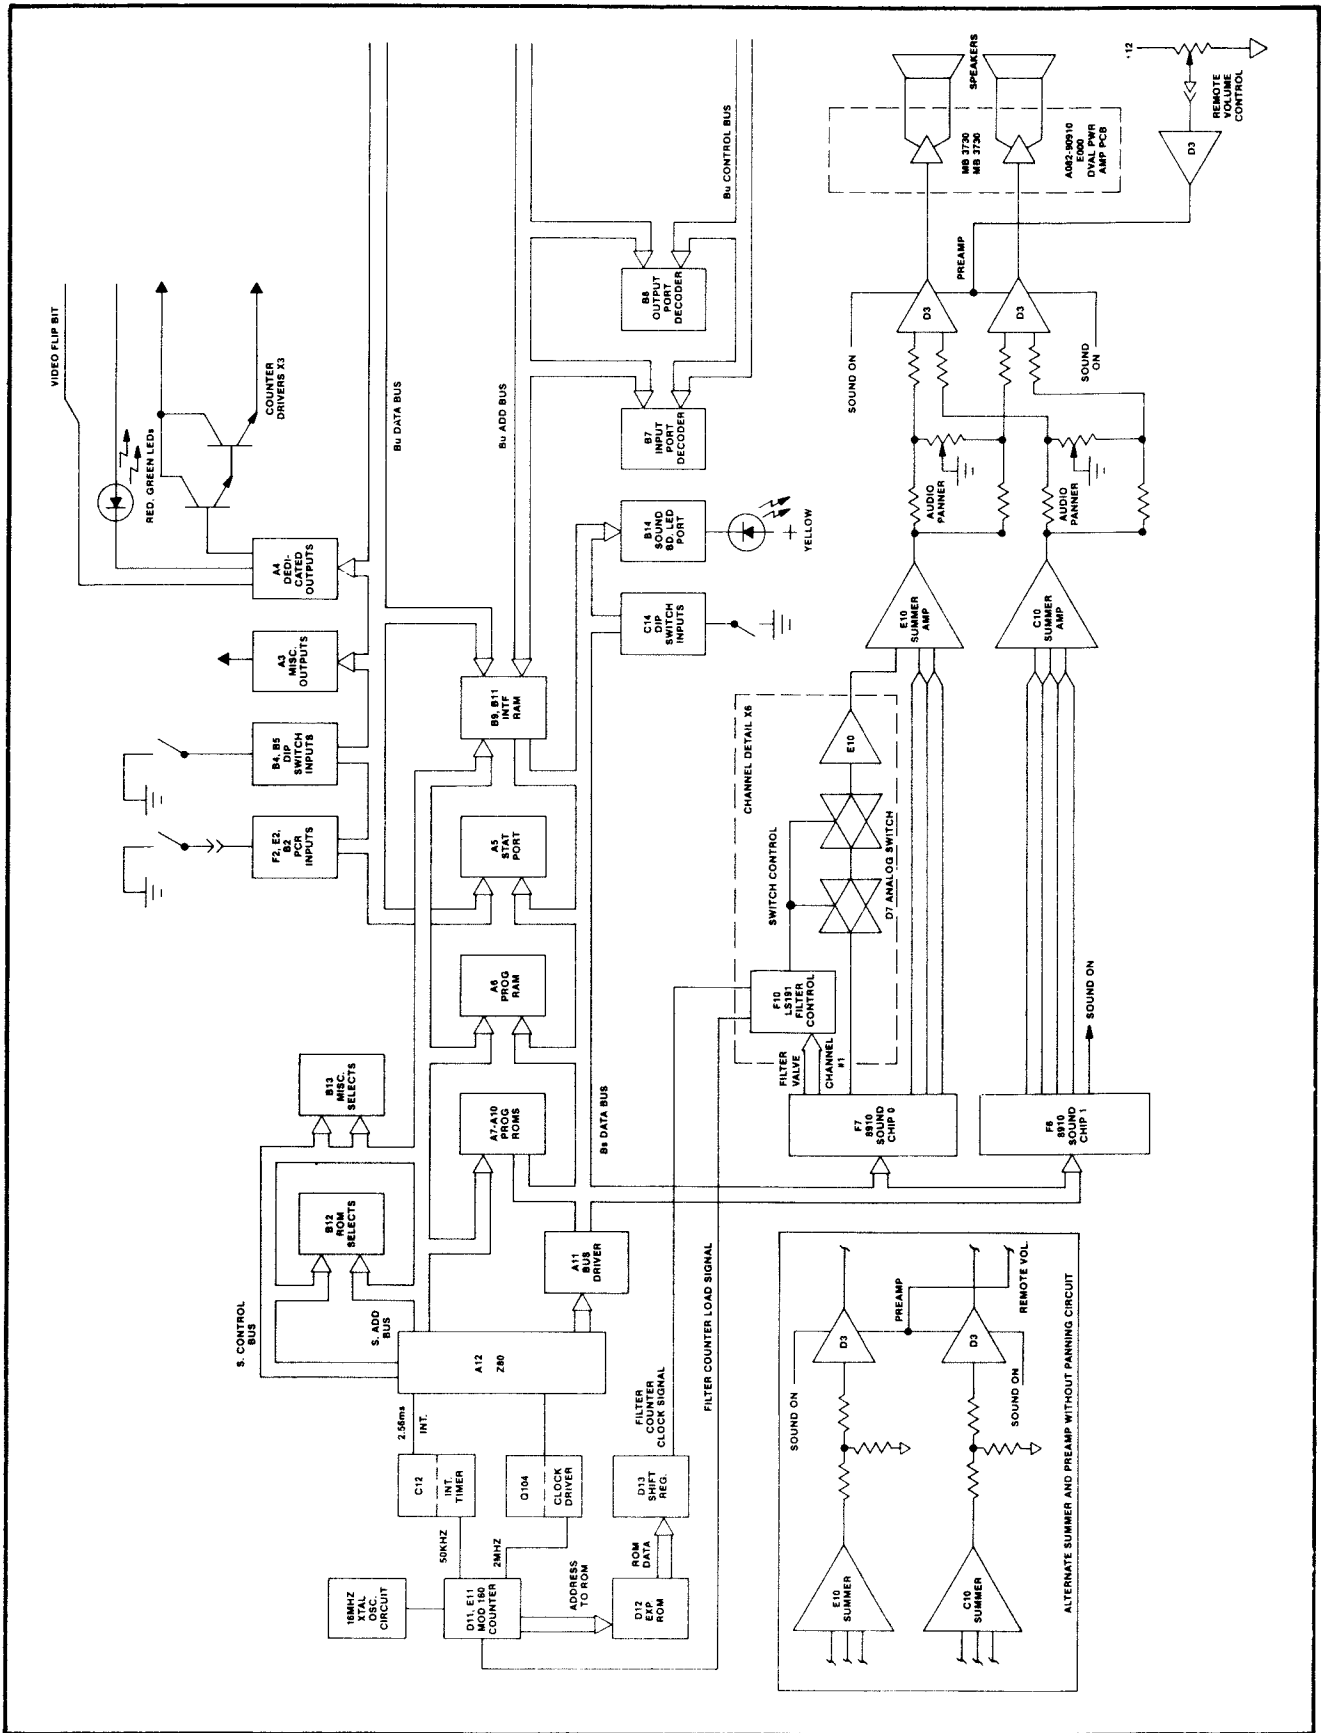 16MHZ
XTAL
OSC.
CIRCUIT
D11, E11
MOD 160
COUNTER
50KHZ
2MHZ
ADDRESS
TO ROM
C12
INT.
TIMER
Q104
CLOCK
DRIVER
D12
EXP
ROM
ROM
DATA
D13
SHIFT
REG.
FILTER
COUNTER
CLOCK SIGNAL
FILTER COUNTER LOAD SIGNAL
2.56ms
INT.
A12
Z80
S. CONTROL
BUS
S. ADD
BUS
B12
ROM
SELECTS
B13
MISC.
SELECTS
A11
BUS
DRIVER
A7-A10
PROG
ROMS
A6
PROG
RAM
A5
STAT
PORT
B9, B11
INTF
RAM
Bs DATA BUS
F2, E2,
B2
PCR
INPUTS
B4, B5
DIP
SWITCH
INPUTS
A3
MISC.
OUTPUTS
A4
DEDI-
CATED
OUTPUTS
VIDEO FLIP BIT
RED, GREEN LEDs
COUNTER
DRIVERS X3
Bu DATA BUS
Bu ADD BUS
Bu CONTROL BUS
B7
INPUT
PORT
DECODER
B8
OUTPUT
PORT
DECODER
C14
DIP
SWITCH
INPUTS
B14
SOUND
BD. LED
PORT
+
YELLOW
F7
8910
SOUND
CHIP 0
F6
8910
SOUND
CHIP 1
SOUND ON
FILTER
VALVE
CHANNEL
#1
CHANNEL DETAIL X6
F10
LS191
FILTER
CONTROL
SWITCH CONTROL
D7 ANALOG SWITCH
E10
E10
SUMMER
AMP
C10
SUMMER
AMP
AUDIO
PANNER
AUDIO
PANNER
SOUND ON
D3
PREAMP
D3
SOUND
ON
MB 3730
MB 3730
A082-90910
E000
DVAL PWR
AMP PCB
SPEAKERS
D3
REMOTE
VOLUME
CONTROL
+12
E10
SUMMER
C10
SUMMER
SOUND ON
D3
PREAMP
D3
SOUND ON
REMOTE VOL.
ALTERNATE SUMMER AND PREAMP WITHOUT PANNING CIRCUIT